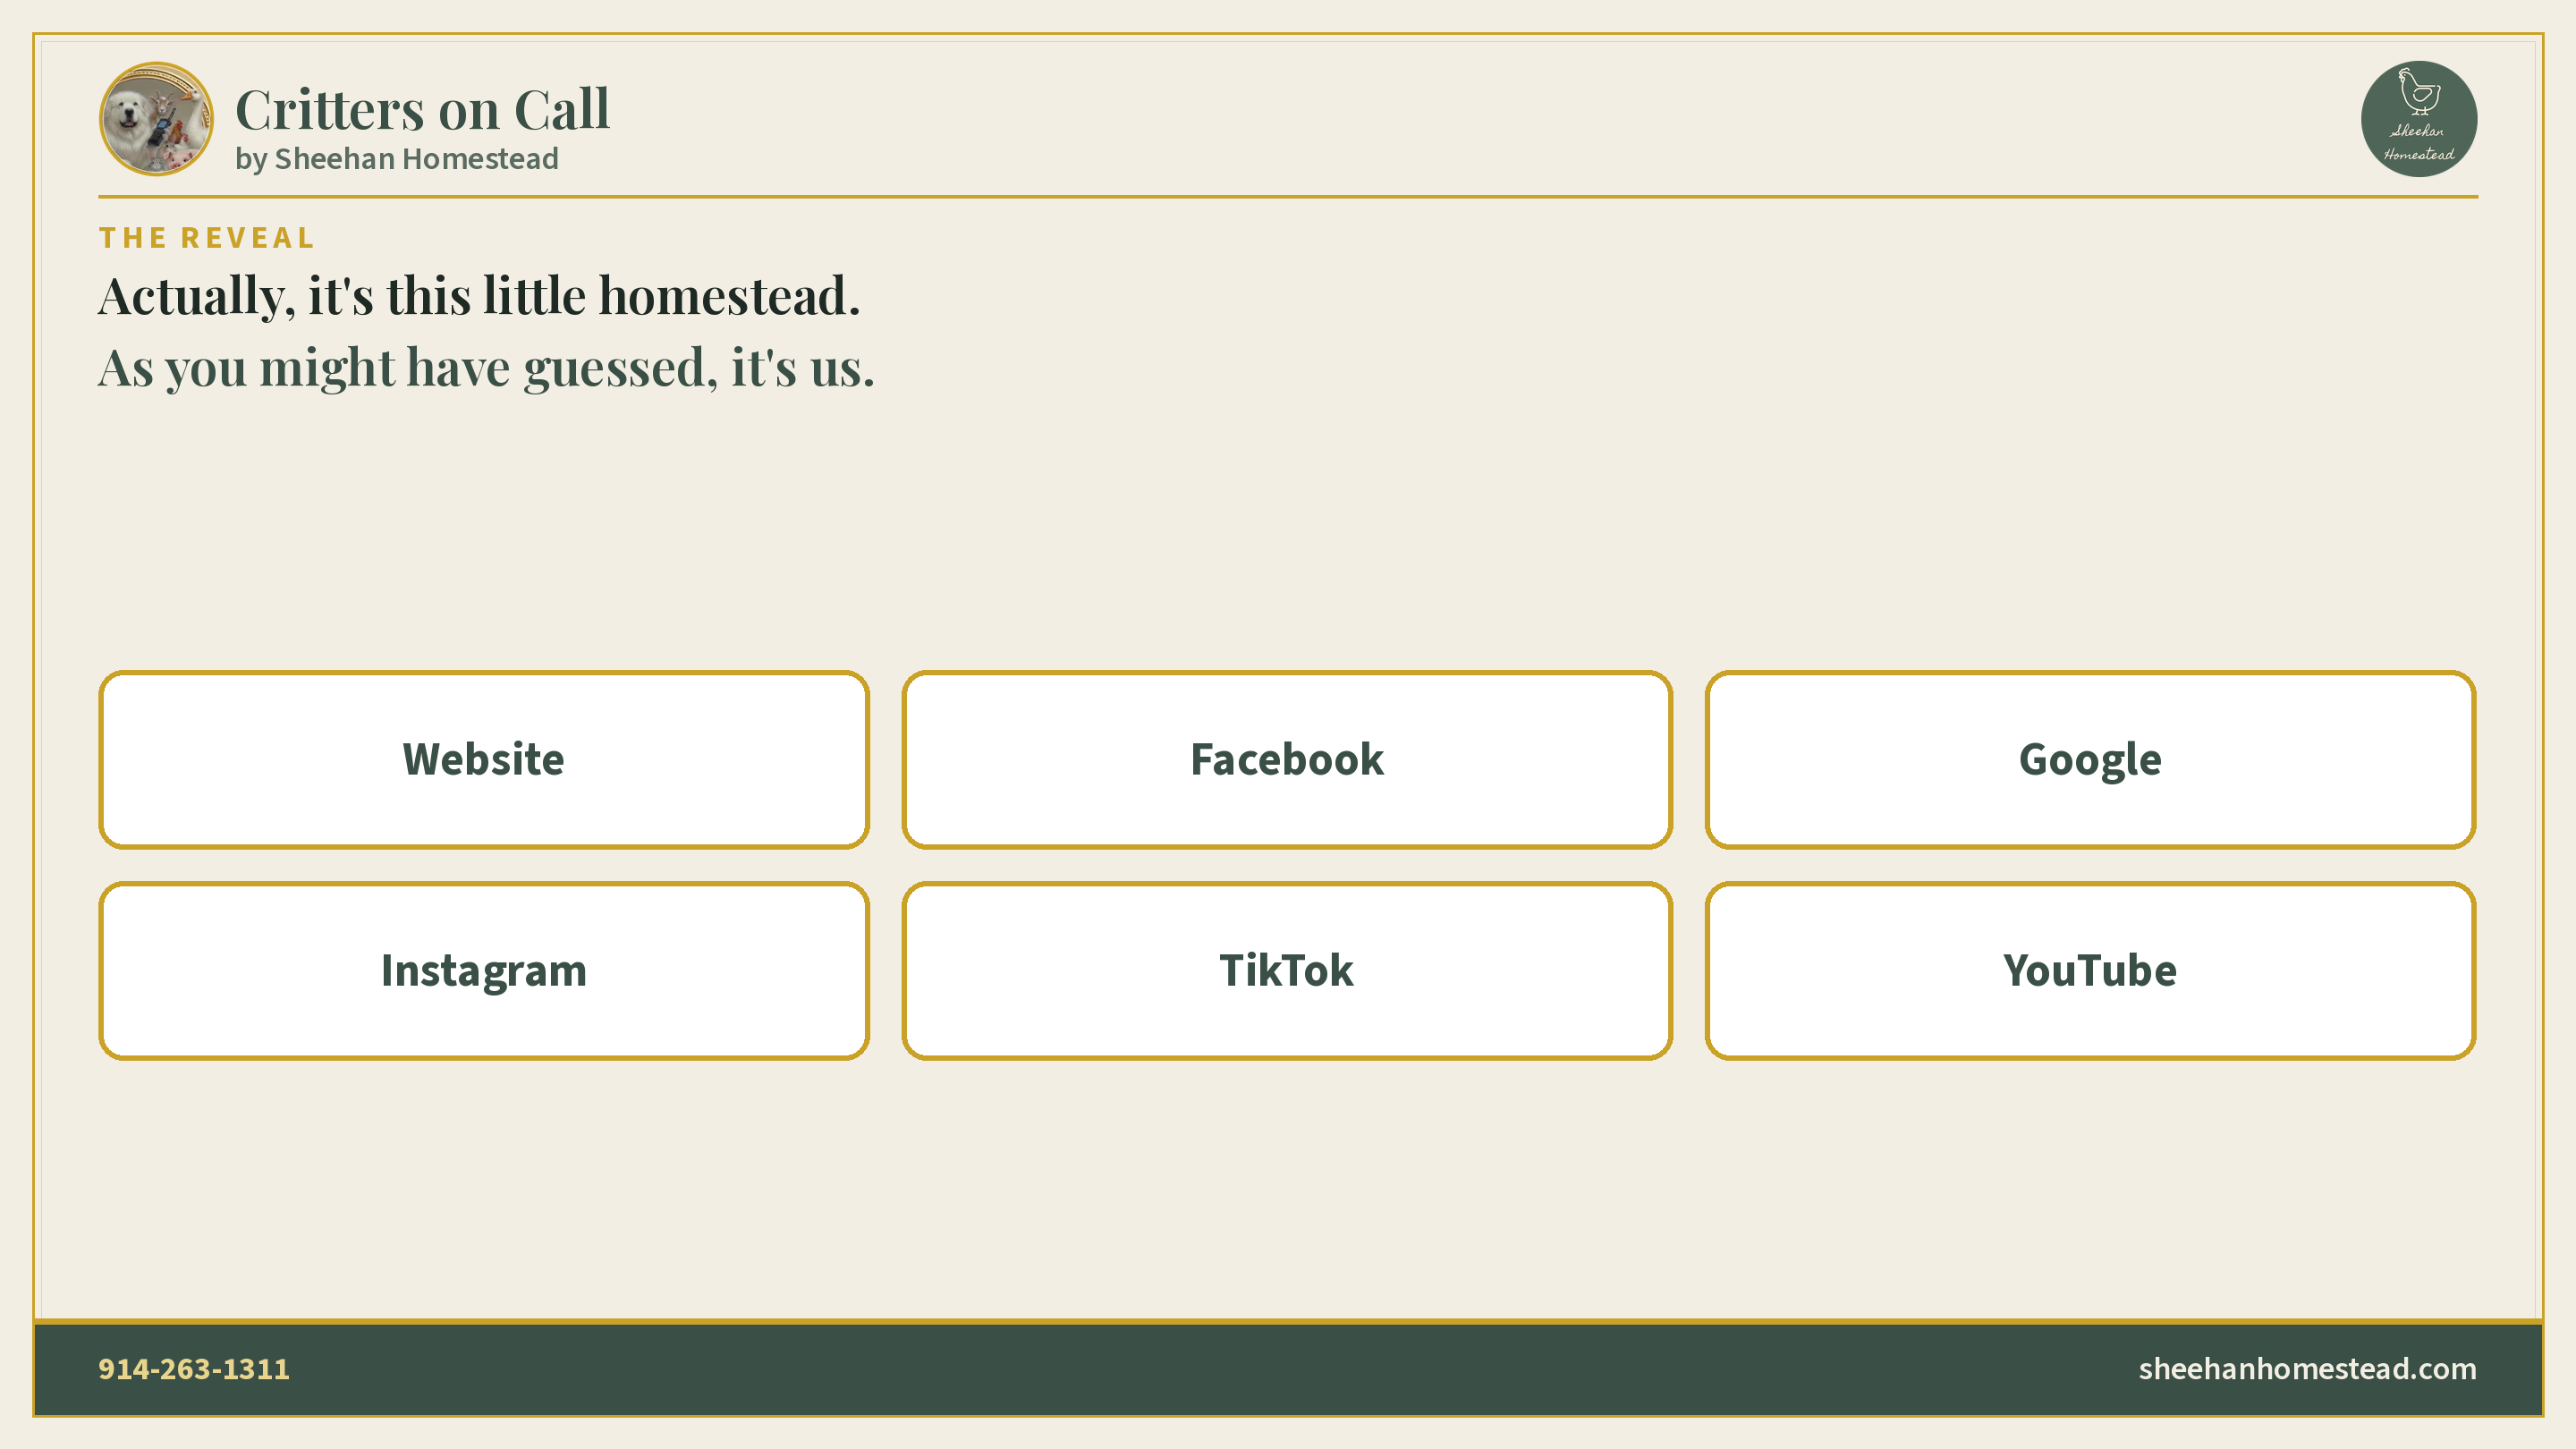 Critters on Call
by Sheehan Homestead
Sheehan
Homestead
THE REVEAL
Actually, it's this little homestead.
As you might have guessed, it's us.
Website
Facebook
Google
Instagram
TikTok
YouTube
914-263-1311
sheehanhomestead.com